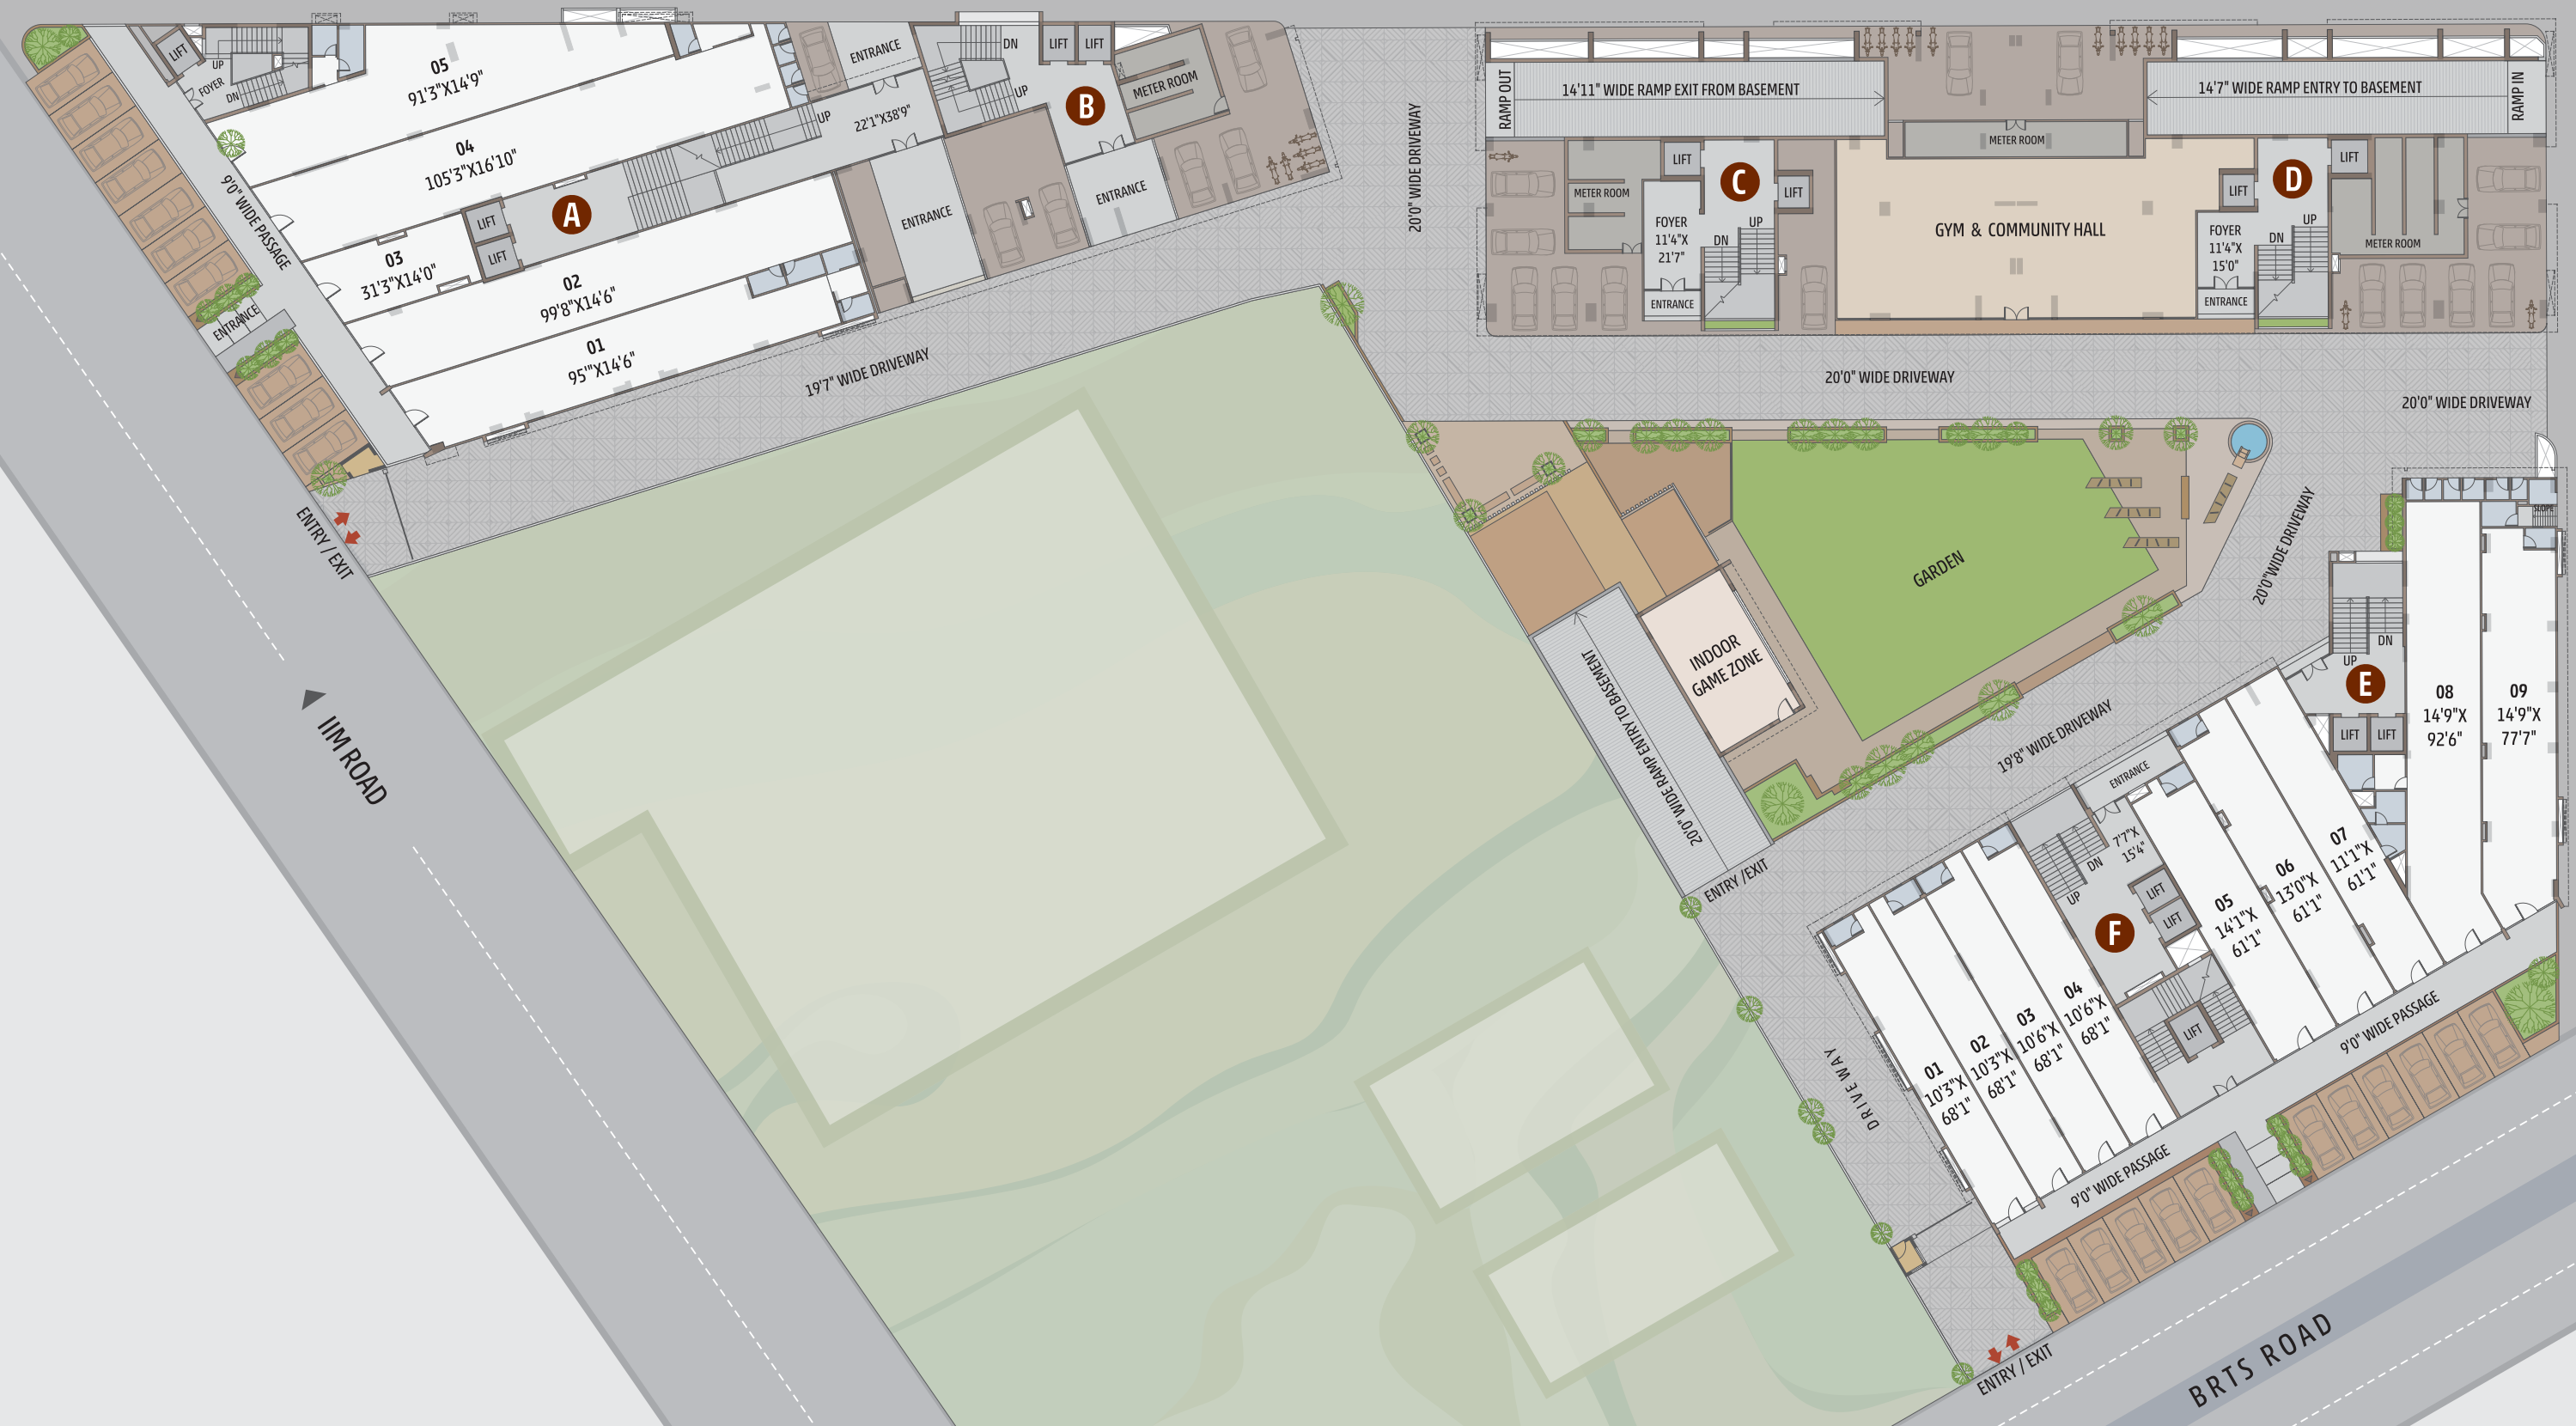 LIFT
UP
FOYER
DN
05
91'3"X14'9"
04
105'3"X16'10"
03
31'3"X14'0"
02
99'8"X14'6"
01
95'"X14'6"
LIFT
LIFT
A
UP
22'1"X38'9"
ENTRANCE
DN
UP
LIFT
LIFT
B
METER ROOM
ENTRANCE
ENTRANCE
9'0" WIDE PASSAGE
ENTRANCE
19'7" WIDE DRIVEWAY
ENTRY / EXIT
IIM ROAD
20'0" WIDE DRIVEWAY
RAMP OUT
14'11" WIDE RAMP EXIT FROM BASEMENT
14'7" WIDE RAMP ENTRY TO BASEMENT
RAMP IN
METER ROOM
METER ROOM
LIFT
C
LIFT
FOYER
11'4"X
21'7"
UP
DN
ENTRANCE
GYM & COMMUNITY HALL
LIFT
D
LIFT
FOYER
11'4"X
15'0"
UP
DN
ENTRANCE
METER ROOM
20'0" WIDE DRIVEWAY
20'0" WIDE DRIVEWAY
GARDEN
INDOOR
GAME ZONE
20'0" WIDE RAMP ENTRY TO BASEMENT
ENTRY /EXIT
20'0"WIDE DRIVEWAY
19'8" WIDE DRIVEWAY
SLOPE
DN
UP
E
LIFT
LIFT
08
14'9"X
92'6"
09
14'9"X
77'7"
ENTRANCE
7'7"X
15'4"
DN
UP
LIFT
LIFT
F
LIFT
07
11'1"X
61'1"
06
13'0"X
61'1"
05
14'1"X
61'1"
04
10'6"X
68'1"
03
10'6"X
68'1"
02
10'3"X
68'1"
01
10'3"X
68'1"
DRIVEWAY
9'0" WIDE PASSAGE
9'0" WIDE PASSAGE
ENTRY / EXIT
BRTS ROAD